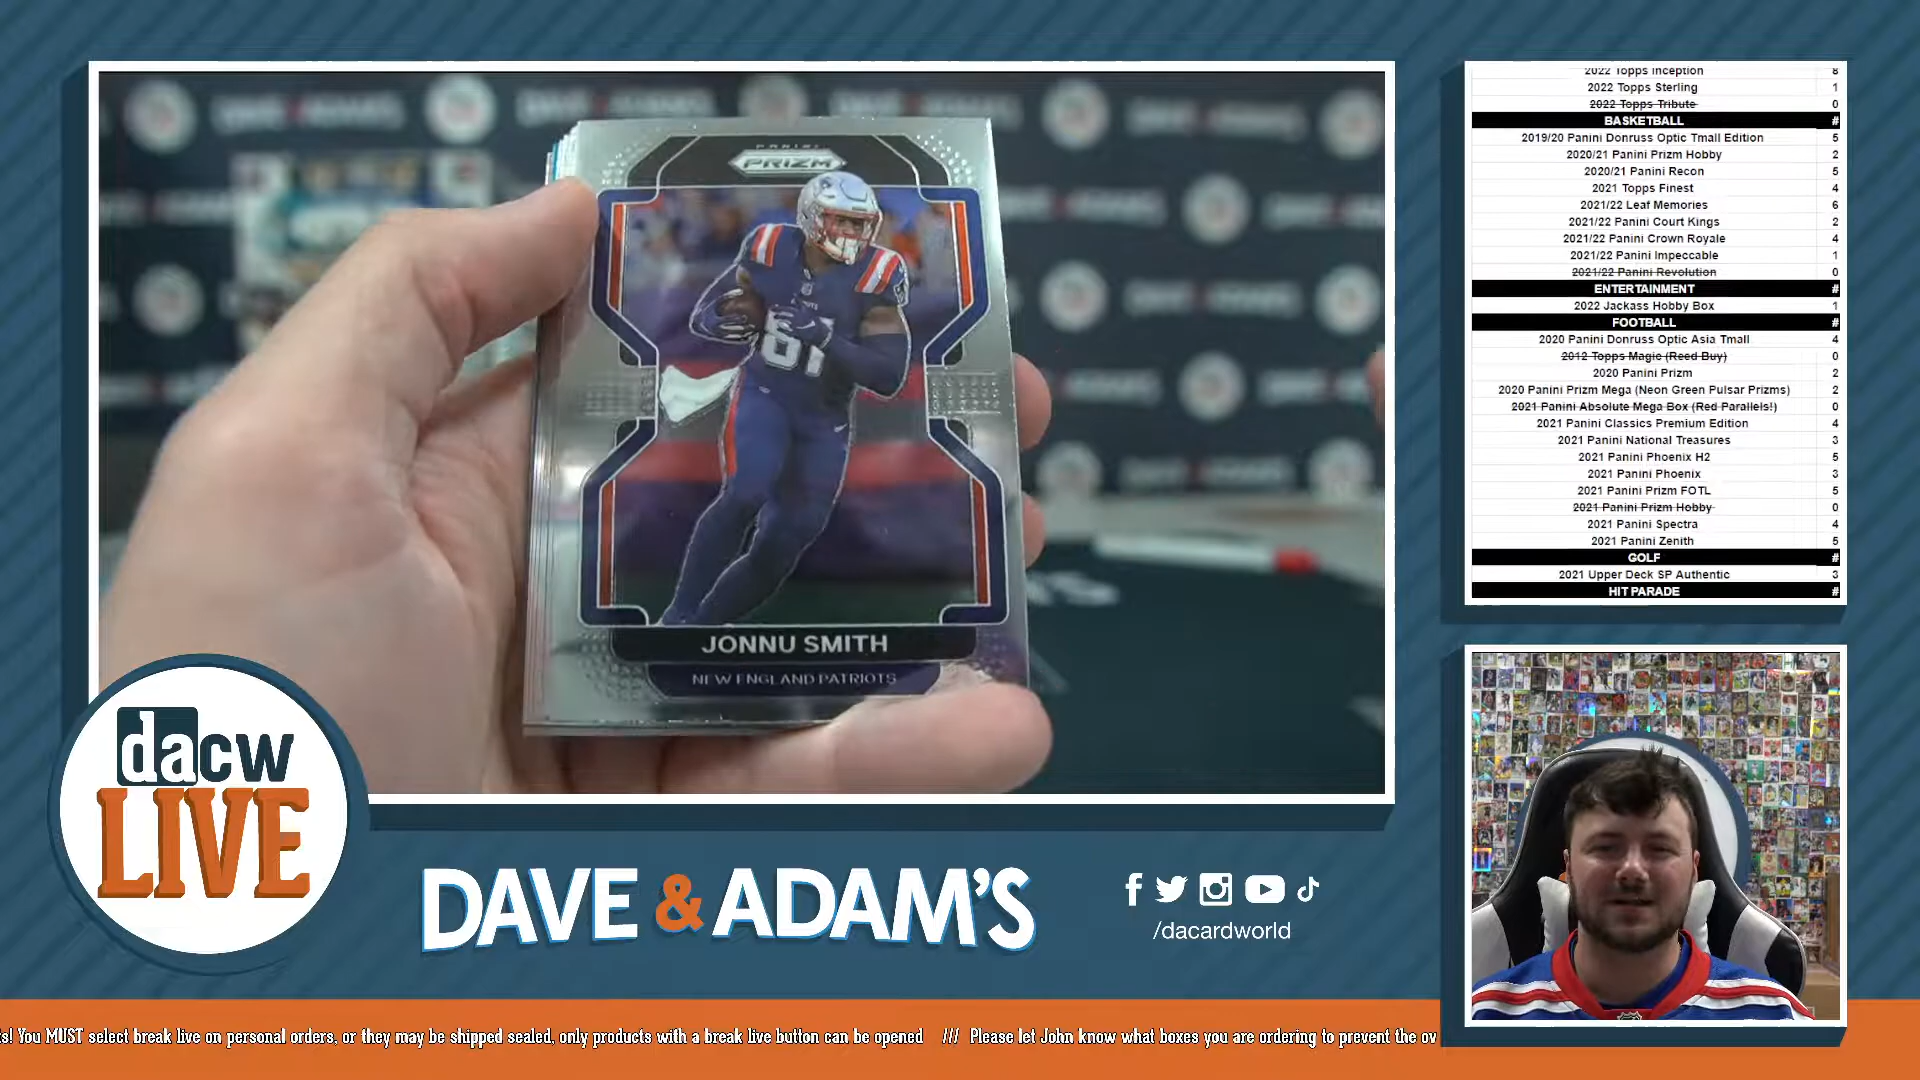 PANINI
PRIZM
81
JONNU SMITH
NEW ENGLAND PATRIOTS
dacw
LIVE
DAVE & ADAM'S
/dacardworld
s! You MUST select break live on personal orders, or they may be shipped sealed, only products with a break live button can be opened /// Please let John know what boxes you are ordering to prevent the ov
2022 Topps Inception 8
2022 Topps Sterling 1
2022 Topps Tribute 0
BASKETBALL #
2019/20 Panini Donruss Optic Tmall Edition 5
2020/21 Panini Prizm Hobby 2
2020/21 Panini Recon 5
2021 Topps Finest 4
2021/22 Leaf Memories 6
2021/22 Panini Court Kings 2
2021/22 Panini Crown Royale 4
2021/22 Panini Impeccable 1
2021/22 Panini Revolution 0
ENTERTAINMENT #
2022 Jackass Hobby Box 1
FOOTBALL #
2020 Panini Donruss Optic Asia Tmall 4
2012 Topps Magic (Reed Buy) 0
2020 Panini Prizm 2
2020 Panini Prizm Mega (Neon Green Pulsar Prizms) 2
2021 Panini Absolute Mega Box (Red Parallels!) 0
2021 Panini Classics Premium Edition 4
2021 Panini National Treasures 3
2021 Panini Phoenix H2 5
2021 Panini Phoenix 3
2021 Panini Prizm FOTL 5
2021 Panini Prizm Hobby 0
2021 Panini Spectra 4
2021 Panini Zenith 5
GOLF #
2021 Upper Deck SP Authentic 3
HIT PARADE #